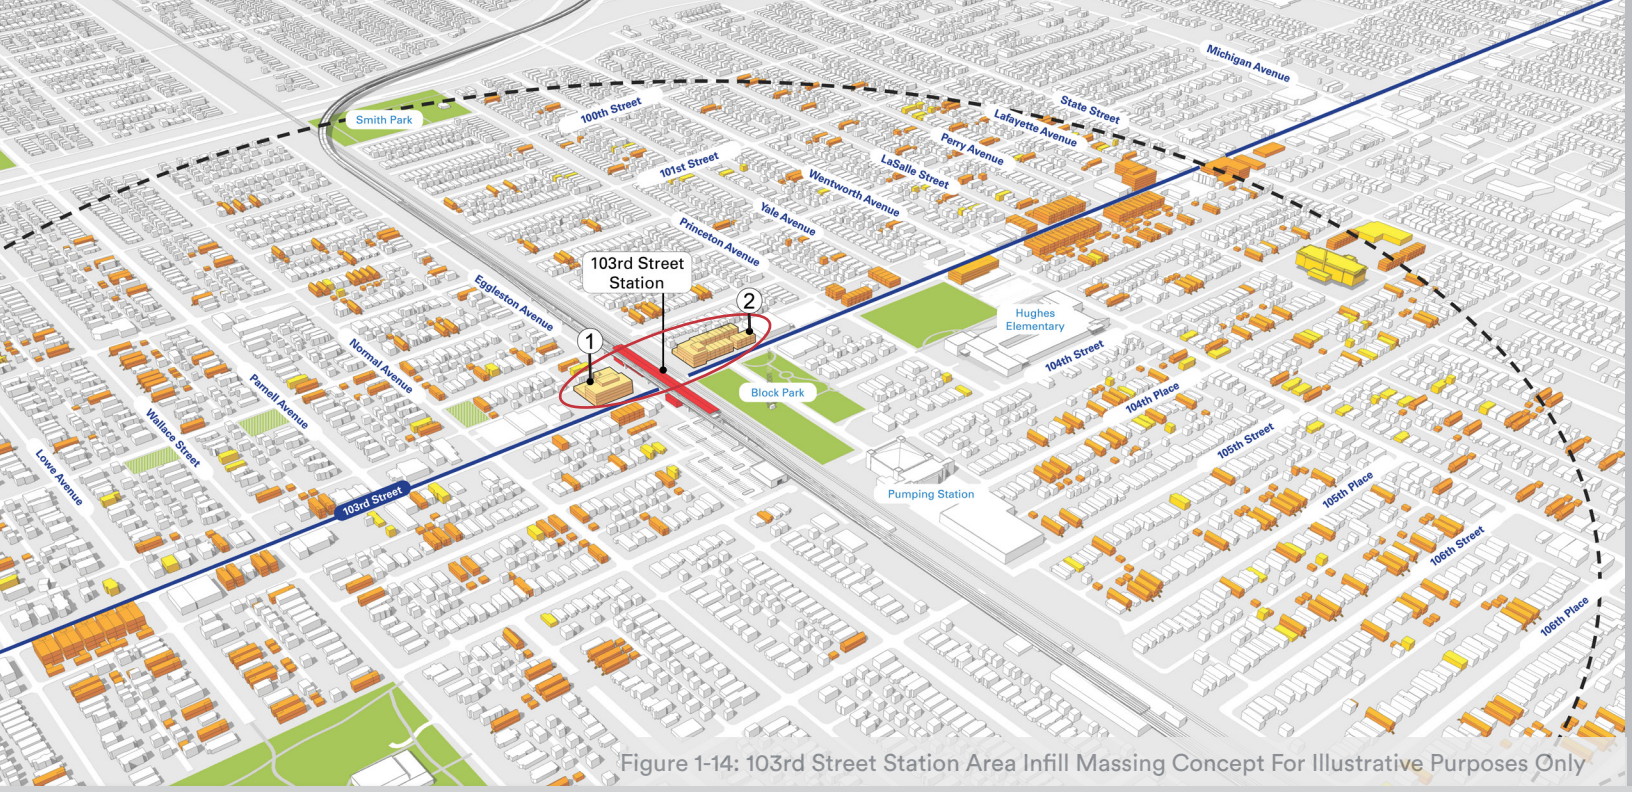 Michigan Avenue
State Street
100th Street
Smith Park
Lafayette Avenue
Perry Avenue
101st Street
LaSalle Street
Wentworth Avenue
Yale Avenue
Princeton Avenue
103rd Street
Station
Eggleston Avenue
2
Hughes
Elementary
1
104th Street
Normal Avenue
Block Park
Parnell Avenue
104th Place
Wallace Street
105th Street
Lowe Avenue
103rd Street
Pumping Station
105th Place
106th Street
106th Place
Figure 1-14: 103rd Street Station Area Infill Massing Concept For Illustrative Purposes Only